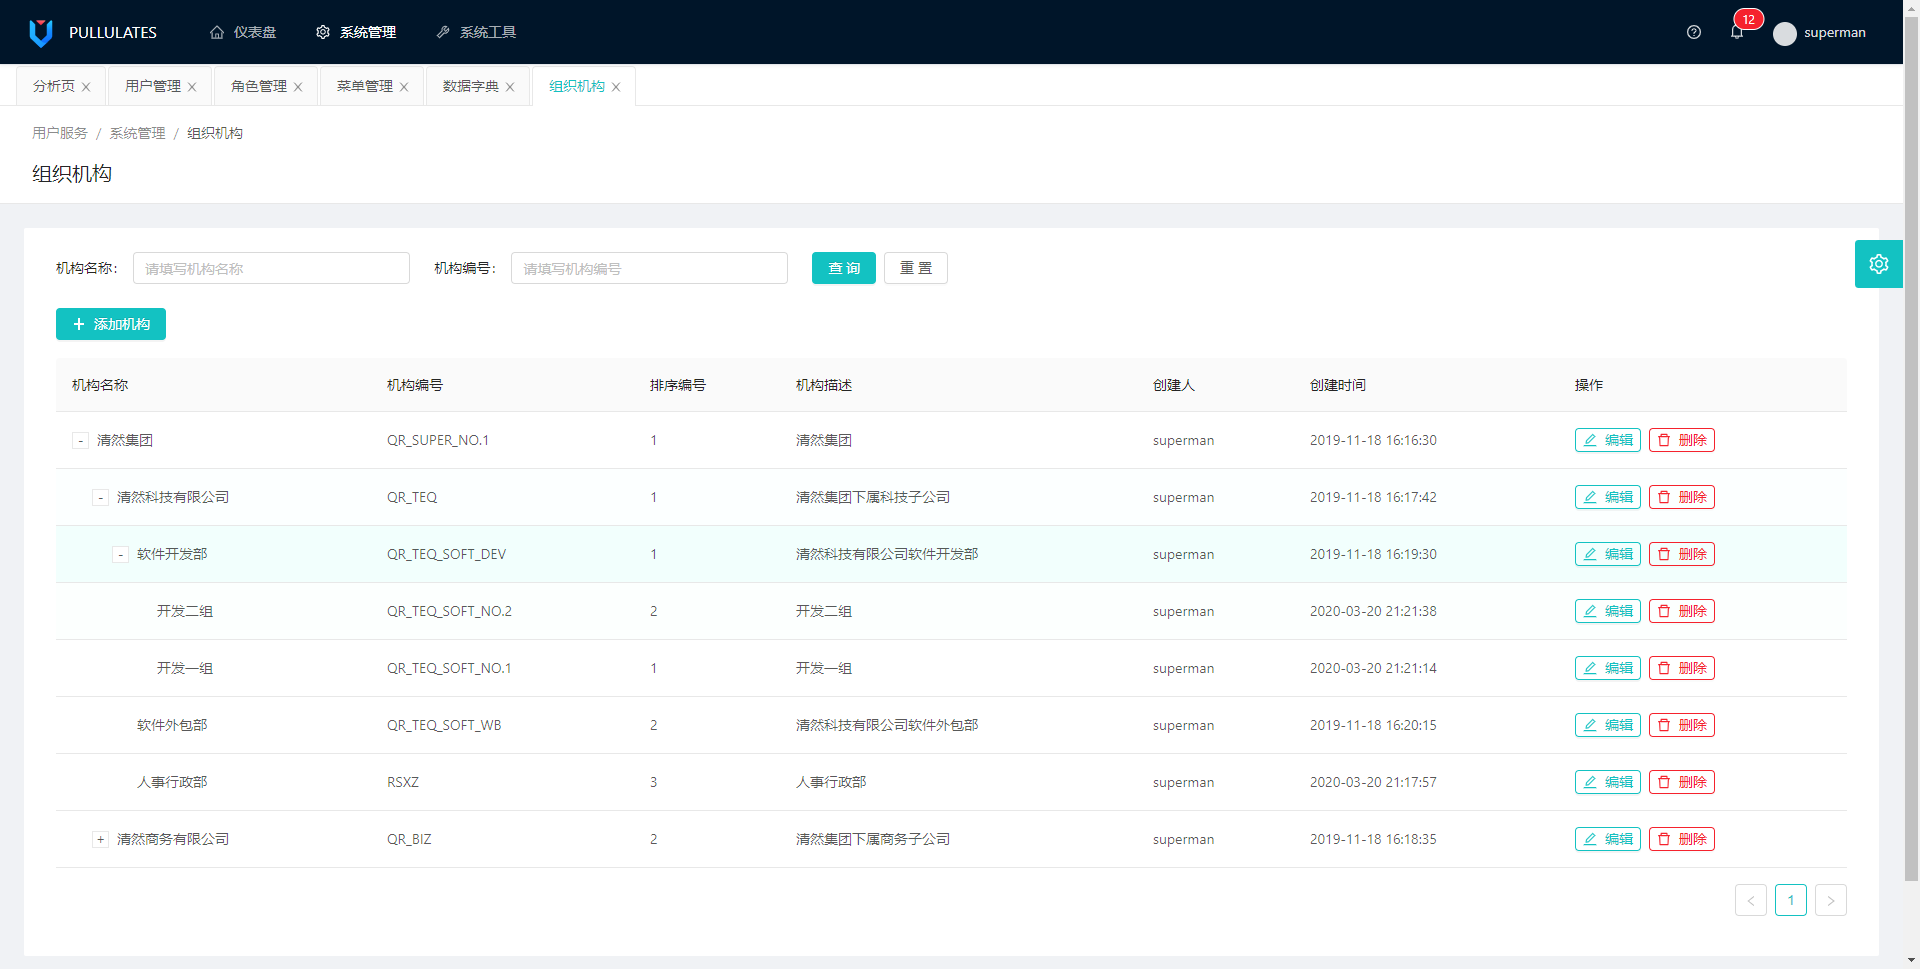 PULLULATES 仪表盘 系统管理 系统工具 12 superman
分析页 用户管理 角色管理 菜单管理 数据字典 组织机构
用户服务 / 系统管理 / 组织机构
组织机构
机构名称: 请填写机构名称 机构编号: 请填写机构编号 查 询 重 置
+ 添加机构
机构名称 机构编号 排序编号 机构描述 创建人 创建时间 操作
- 清然集团 QR_SUPER_NO.1 1 清然集团 superman 2019-11-18 16:16:30 编辑 删除
- 清然科技有限公司 QR_TEQ 1 清然集团下属科技子公司 superman 2019-11-18 16:17:42 编辑 删除
- 软件开发部 QR_TEQ_SOFT_DEV 1 清然科技有限公司软件开发部 superman 2019-11-18 16:19:30 编辑 删除
开发二组 QR_TEQ_SOFT_NO.2 2 开发二组 superman 2020-03-20 21:21:38 编辑 删除
开发一组 QR_TEQ_SOFT_NO.1 1 开发一组 superman 2020-03-20 21:21:14 编辑 删除
软件外包部 QR_TEQ_SOFT_WB 2 清然科技有限公司软件外包部 superman 2019-11-18 16:20:15 编辑 删除
人事行政部 RSXZ 3 人事行政部 superman 2020-03-20 21:17:57 编辑 删除
+ 清然商务有限公司 QR_BIZ 2 清然集团下属商务子公司 superman 2019-11-18 16:18:35 编辑 删除
< 1 >